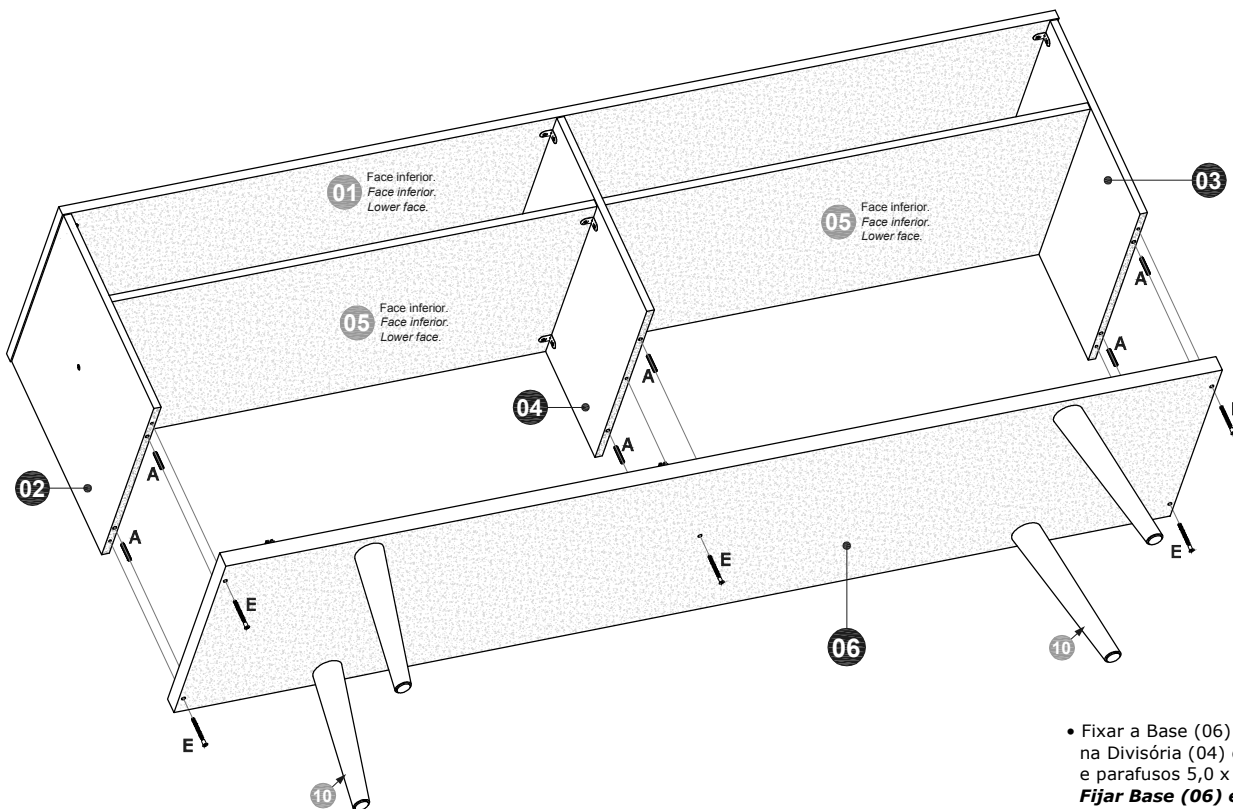 01
Face inferior.
Face inferior.
Lower face.
03
05
Face inferior.
Face inferior.
Lower face.
A
05
Face inferior.
Face inferior.
Lower face.
A
A
04
A
A
02
A
E
A
E
E
06
10
E
10
• Fixar a Base (06)
na Divisória (04)
e parafusos 5,0 x
Fijar Base (06) e